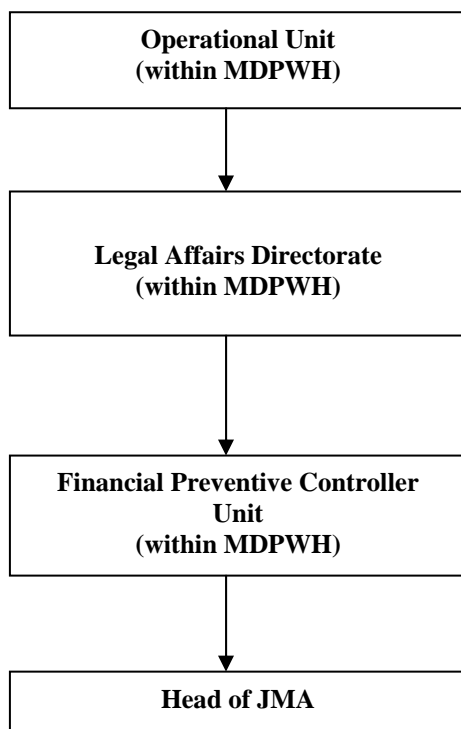 Operational Unit
(within MDPWH)
Legal Affairs Directorate
(within MDPWH)
Financial Preventive Controller
Unit
(within MDPWH)
Head of JMA